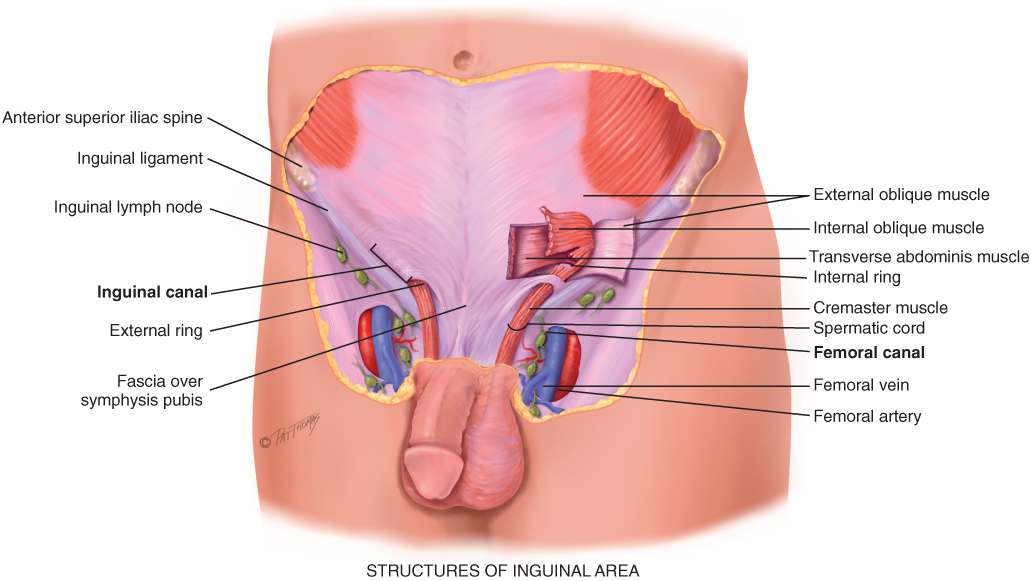 Anterior superior iliac spine
Inguinal ligament
Inguinal lymph node
Inguinal canal
External ring
Fascia over
symphysis pubis
© PAT THOMAS
External oblique muscle
Internal oblique muscle
Transverse abdominis muscle
Internal ring
Cremaster muscle
Spermatic cord
Femoral canal
Femoral vein
Femoral artery
STRUCTURES OF INGUINAL AREA